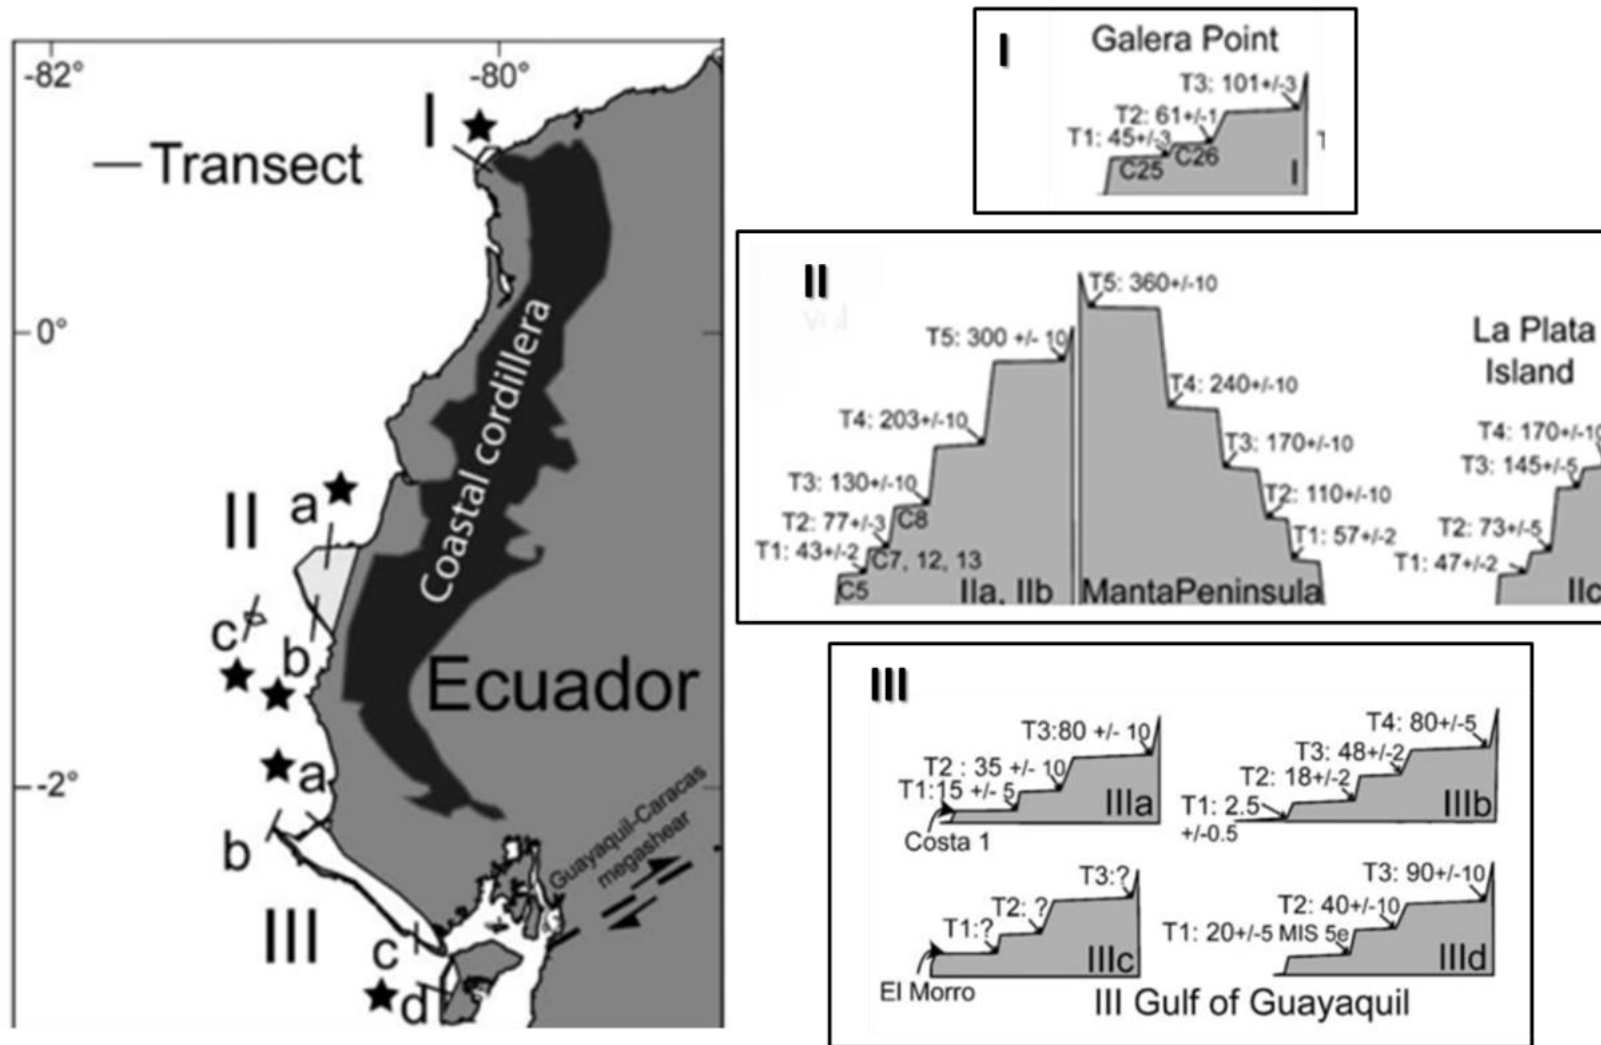 -82°
-80°
I
Transect
0°
Coastal cordillera
a
II
c
b
Ecuador
-2°
a
Guayaquil-Caracas
megashear
b
III
c
d
I
Galera Point
T3: 101+/-3
T2: 61+/-1
T1: 45+/-3
C26
C25
I
II
T5: 360+/-10
T5: 300 +/- 10
La Plata
Island
T4: 240+/-10
T4: 203+/-10
T4: 170+/-10
T3: 170+/-10
T3: 145+/-5
T3: 130+/-10
T2: 110+/-10
C8
T2: 77+/-3
T2: 73+/-5
T1: 57+/-2
T1: 43+/-2
C7, 12, 13
T1: 47+/-2
C5
IIa, IIb
MantaPeninsula
IIc
III
T3:80 +/- 10
T4: 80+/-5
T3: 48+/-2
T2 : 35 +/- 10
T2: 18+/-2
T1:15 +/- 5
IIIa
T1: 2.5
+/-0.5
IIIb
Costa 1
T3:?
T3: 90+/-10
T2: ?
T2: 40+/-10
T1:?
T1: 20+/-5 MIS 5e
IIIc
IIId
El Morro
III Gulf of Guayaquil